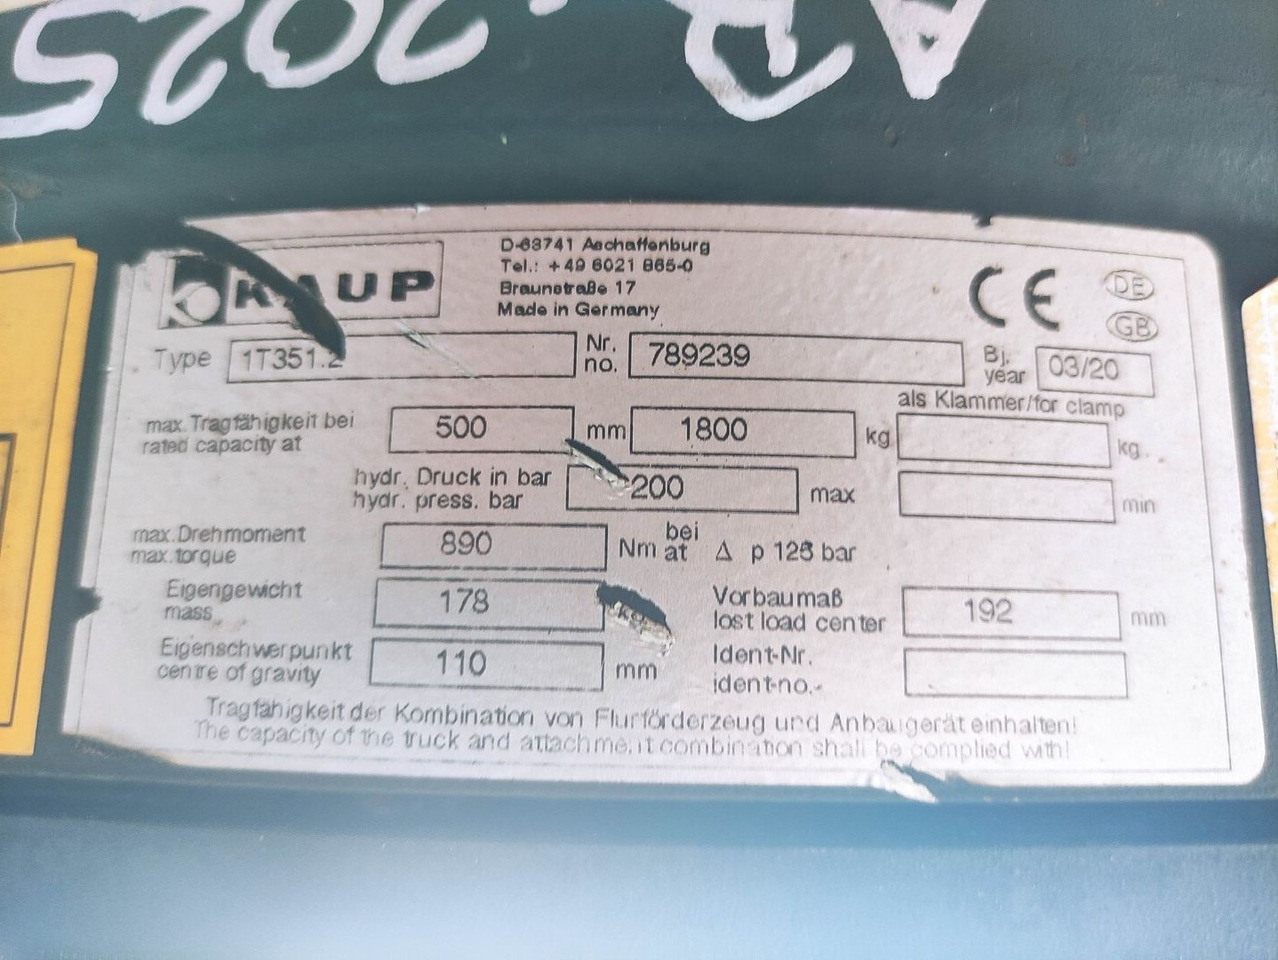 AB. 2025
KAUP
D-63741 Aschaffenburg
Tel.: +49 6021 865-0
Braunstraße 17
Made in Germany
CE
DE
GB
Type 1T351.2 Nr. no. 789239 Bj. year 03/20
max. Tragfähigkeit bei
rated capacity at 500 mm 1800 kg
als Klammer/for clamp
kg
hydr. Druck in bar
hydr. press. bar 200 max
min
max. Drehmoment
max. torque 890 Nm bei at Δ p 125 bar
Eigengewicht
mass 178 kg
Vorbaumaß
lost load center 192 mm
Eigenschwerpunkt
centre of gravity 110 mm
Ident-Nr.
ident-no.
Tragfähigkeit der Kombination von Flurförderzeug und Anbaugerät einhalten!
The capacity of the truck and attachment combination shall be complied with!